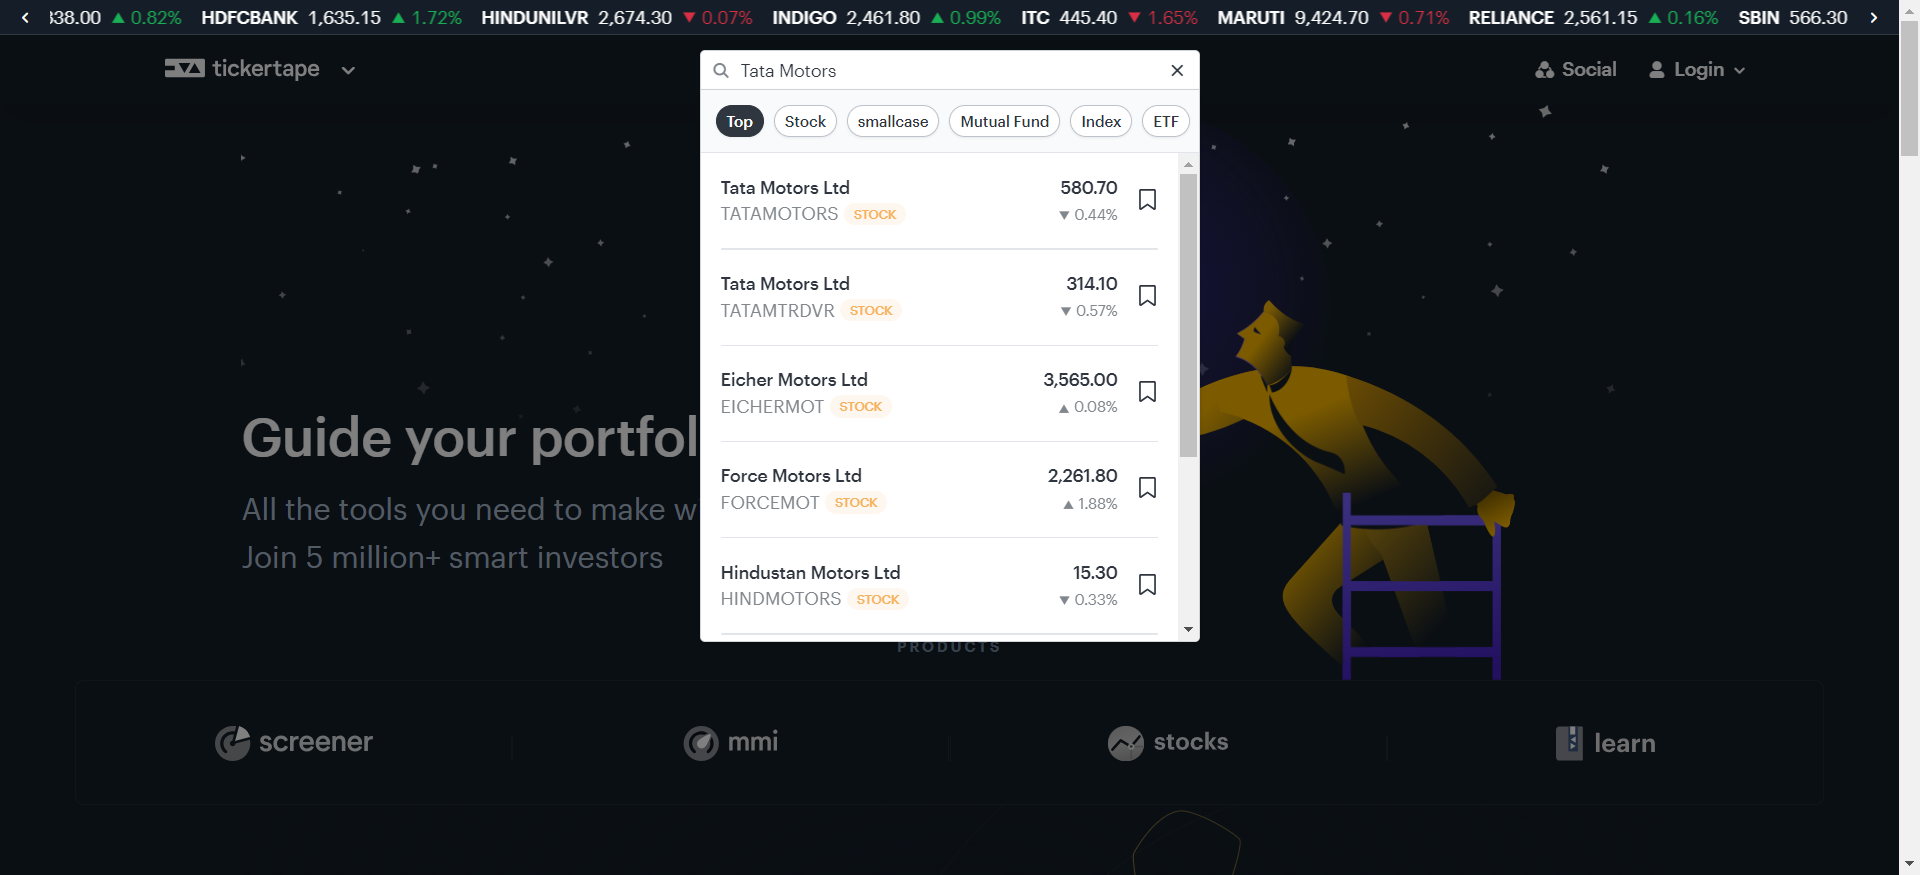 338.00 ▲ 0.82% HDFCBANK 1,635.15 ▲ 1.72% HINDUNILVR 2,674.30 ▼ 0.07% INDIGO 2,461.80 ▲ 0.99% ITC 445.40 ▼ 1.65% MARUTI 9,424.70 ▼ 0.71% RELIANCE 2,561.15 ▲ 0.16% SBIN 566.30
tickertape
Tata Motors
Social
Login
Top
Stock
smallcase
Mutual Fund
Index
ETF
Tata Motors Ltd
580.70
TATAMOTORS STOCK
▼ 0.44%
Tata Motors Ltd
314.10
TATAMTRDVR STOCK
▼ 0.57%
Eicher Motors Ltd
3,565.00
EICHERMOT STOCK
▲ 0.08%
Force Motors Ltd
2,261.80
FORCEMOT STOCK
▲ 1.88%
Hindustan Motors Ltd
15.30
HINDMOTORS STOCK
▼ 0.33%
Guide your portfol
All the tools you need to make w
Join 5 million+ smart investors
PRODUCTS
screener
mmi
stocks
learn